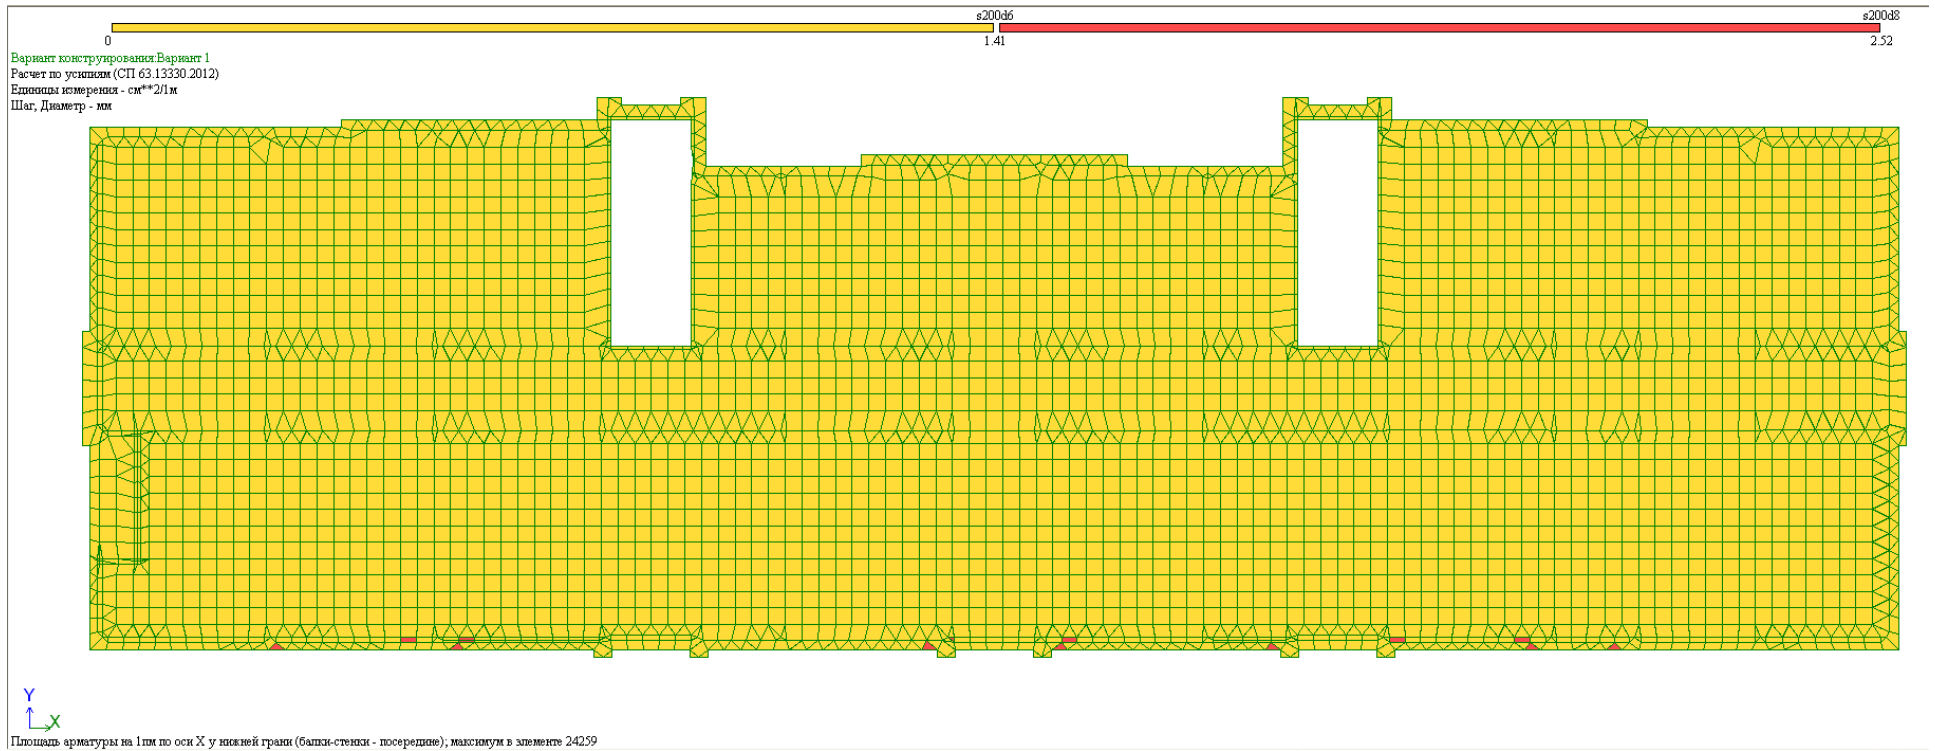 s200d6 s200d8
0 1.41 2.52
Вариант конструирования:Вариант 1
Расчет по усилиям (СП 63.13330.2012)
Единицы измерения - см**2/1м
Шаг, Диаметр - мм
Y
X
Площадь арматуры на 1пм по оси X у нижней грани (балки-стенки - посередине); максимум в элементе 24259